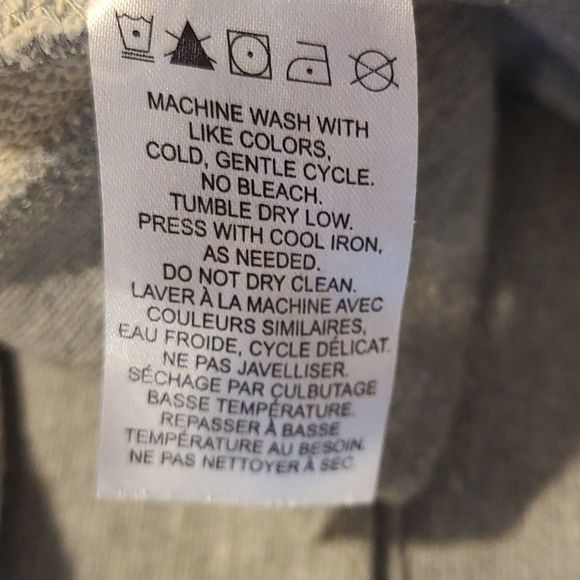 MACHINE WASH WITH
LIKE COLORS,
COLD, GENTLE CYCLE.
NO BLEACH.
TUMBLE DRY LOW.
PRESS WITH COOL IRON,
AS NEEDED.
DO NOT DRY CLEAN.
LAVER À LA MACHINE AVEC
COULEURS SIMILAIRES,
EAU FROIDE, CYCLE DÉLICAT.
NE PAS JAVELLISER.
SÉCHAGE PAR CULBUTAGE
BASSE TEMPÉRATURE.
REPASSER À BASSE
TEMPÉRATURE AU BESOIN.
NE PAS NETTOYER À SEC.